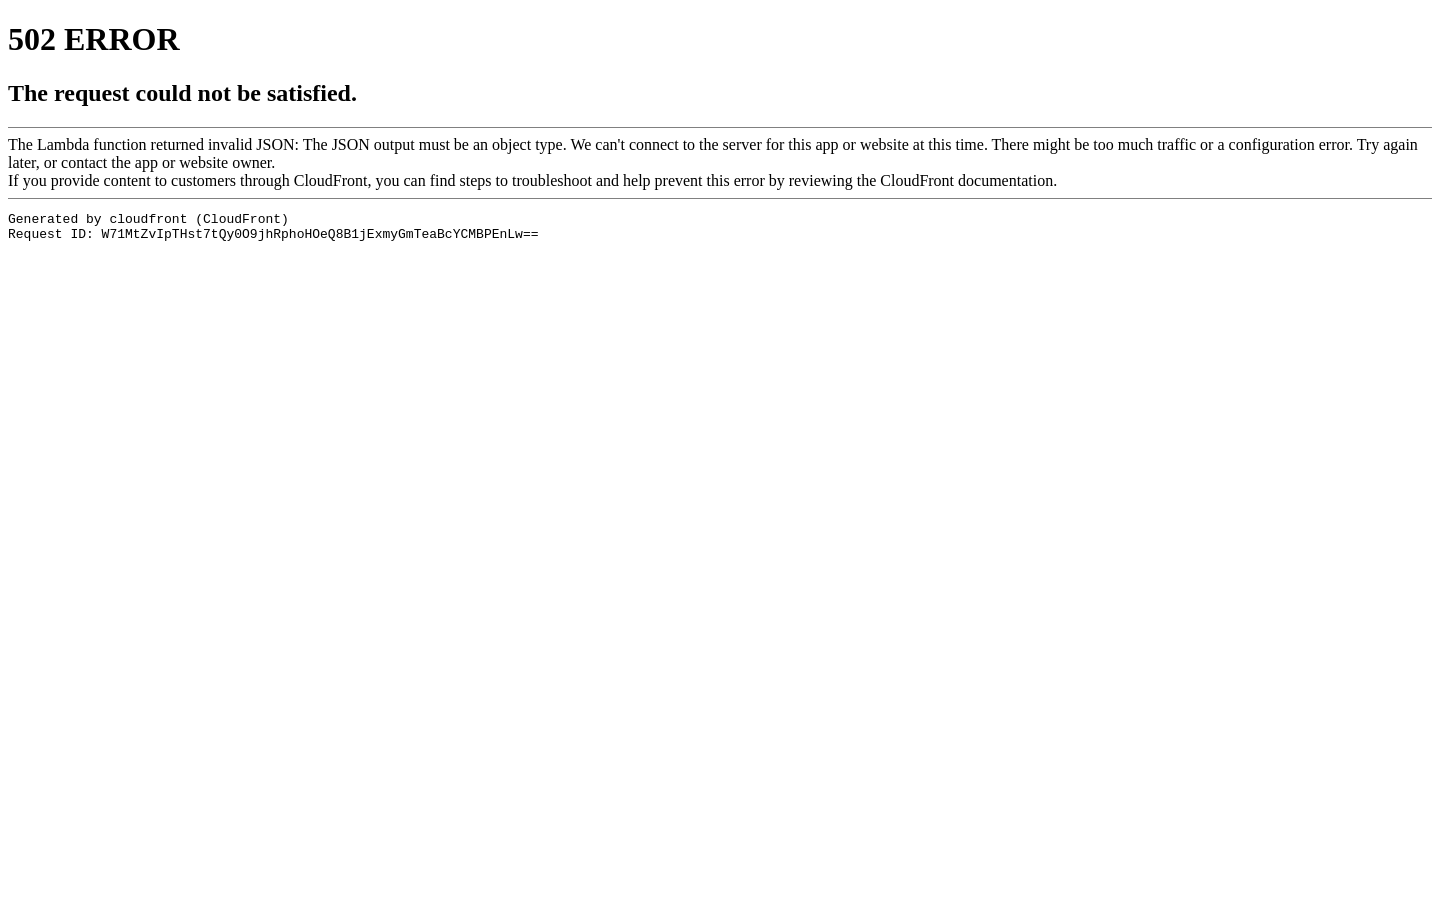 502 ERROR
The request could not be satisfied.
The Lambda function returned invalid JSON: The JSON output must be an object type. We can't connect to the server for this app or website at this time. There might be too much traffic or a configuration error. Try again
later, or contact the app or website owner.
If you provide content to customers through CloudFront, you can find steps to troubleshoot and help prevent this error by reviewing the CloudFront documentation.
Generated by cloudfront (CloudFront)
Request ID: W71MtZvIpTHst7tQy0O9jhRphoHOeQ8B1jExmyGmTeaBcYCMBPEnLw==